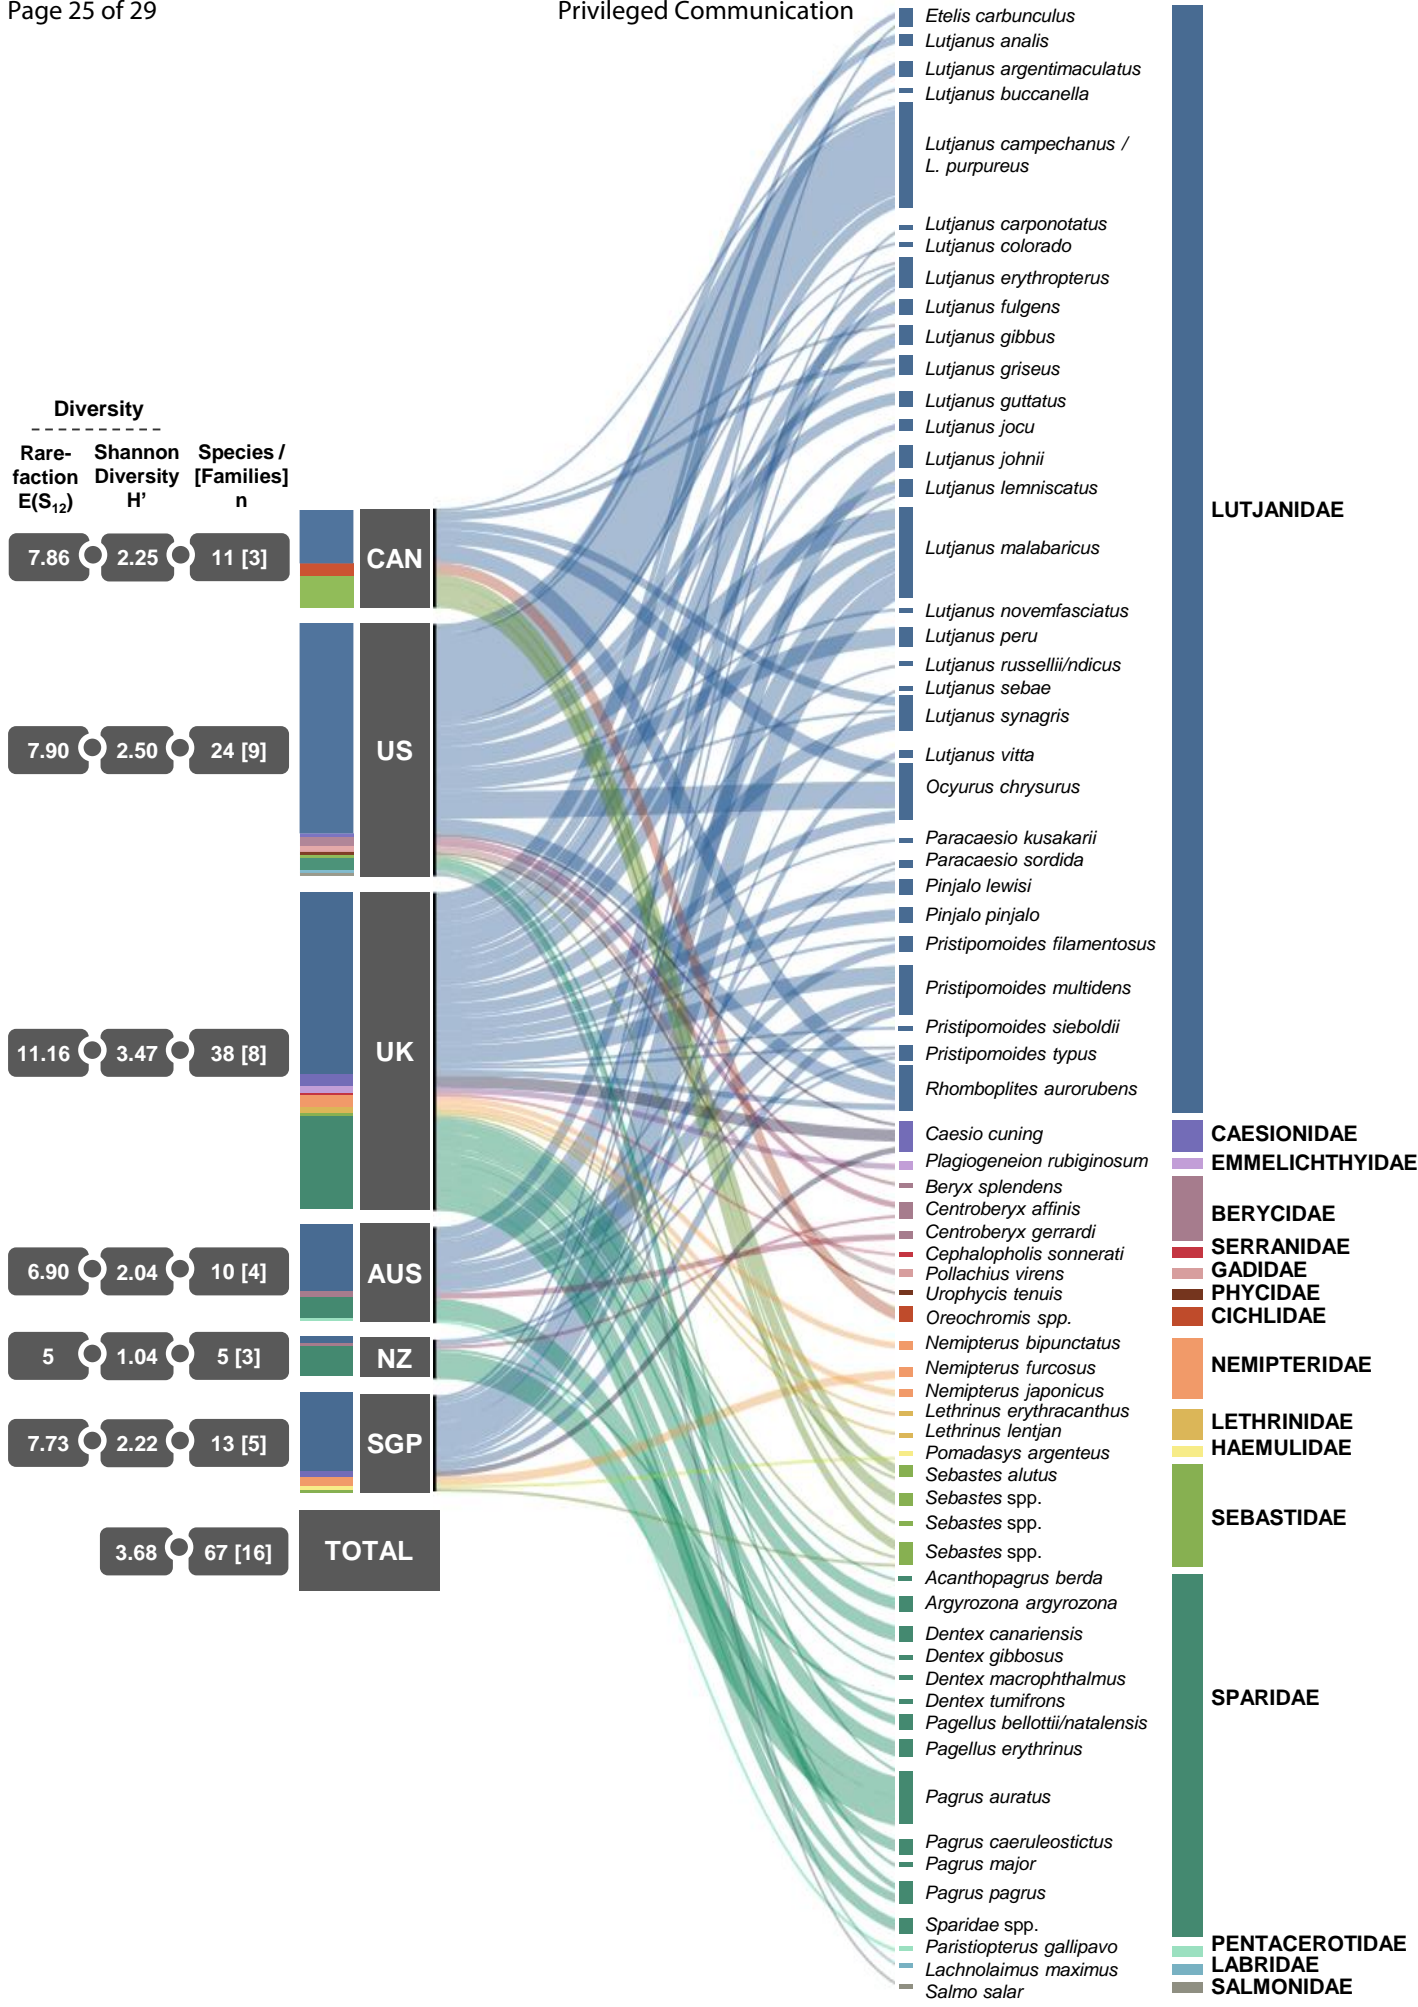 Page 25 of 29
Privileged Communication
Diversity
Rare-
faction
E(S12)
Shannon
Diversity
H’
Species /
[Families]
n
7.86
2.25
11 [3]
CAN
7.90
2.50
24 [9]
US
11.16
3.47
38 [8]
UK
6.90
2.04
10 [4]
AUS
5
1.04
5 [3]
NZ
7.73
2.22
13 [5]
SGP
3.68
67 [16]
TOTAL
Etelis carbunculus
Lutjanus analis
Lutjanus argentimaculatus
Lutjanus buccanella
Lutjanus campechanus /
L. purpureus
Lutjanus carponotatus
Lutjanus colorado
Lutjanus erythropterus
Lutjanus fulgens
Lutjanus gibbus
Lutjanus griseus
Lutjanus guttatus
Lutjanus jocu
Lutjanus johnii
Lutjanus lemniscatus
Lutjanus malabaricus
Lutjanus novemfasciatus
Lutjanus peru
Lutjanus russellii/ndicus
Lutjanus sebae
Lutjanus synagris
Lutjanus vitta
Ocyurus chrysurus
Paracaesio kusakarii
Paracaesio sordida
Pinjalo lewisi
Pinjalo pinjalo
Pristipomoides filamentosus
Pristipomoides multidens
Pristipomoides sieboldii
Pristipomoides typus
Rhomboplites aurorubens
Caesio cuning
Plagiogeneion rubiginosum
Beryx splendens
Centroberyx affinis
Centroberyx gerrardi
Cephalopholis sonnerati
Pollachius virens
Urophycis tenuis
Oreochromis spp.
Nemipterus bipunctatus
Nemipterus furcosus
Nemipterus japonicus
Lethrinus erythracanthus
Lethrinus lentjan
Pomadasys argenteus
Sebastes alutus
Sebastes spp.
Sebastes spp.
Sebastes spp.
Acanthopagrus berda
Argyrozona argyrozona
Dentex canariensis
Dentex gibbosus
Dentex macrophthalmus
Dentex tumifrons
Pagellus bellottii/natalensis
Pagellus erythrinus
Pagrus auratus
Pagrus caeruleostictus
Pagrus major
Pagrus pagrus
Sparidae spp.
Paristiopterus gallipavo
Lachnolaimus maximus
Salmo salar
LUTJANIDAE
CAESIONIDAE
EMMELICHTHYIDAE
BERYCIDAE
SERRANIDAE
GADIDAE
PHYCIDAE
CICHLIDAE
NEMIPTERIDAE
LETHRINIDAE
HAEMULIDAE
SEBASTIDAE
SPARIDAE
PENTACEROTIDAE
LABRIDAE
SALMONIDAE